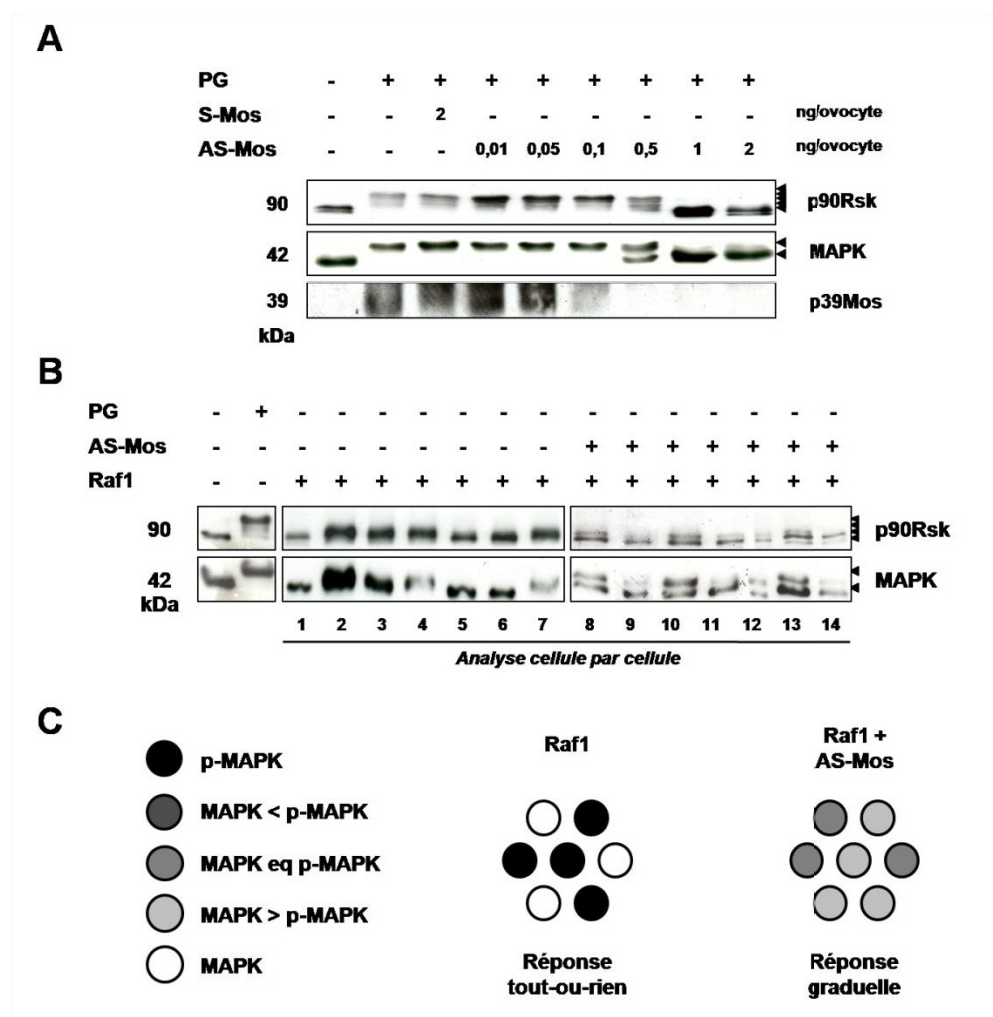 A
PG - + + + + + + + +
S-Mos - - 2 - - - - - - ng/ovocyte
AS-Mos - - - 0,01 0,05 0,1 0,5 1 2 ng/ovocyte
90 p90Rsk
42 MAPK
39 p39Mos
kDa
B
PG - + - - - - - - - - - - - - - -
AS-Mos - - - - - - - - - + + + + + + +
Raf1 - - + + + + + + + + + + + + + +
90 p90Rsk
42 MAPK
kDa
1 2 3 4 5 6 7 8 9 10 11 12 13 14
Analyse cellule par cellule
C
Raf1
Raf1 +
AS-Mos
p-MAPK
MAPK < p-MAPK
MAPK eq p-MAPK
MAPK > p-MAPK
MAPK
Réponse
tout-ou-rien
Réponse
graduelle